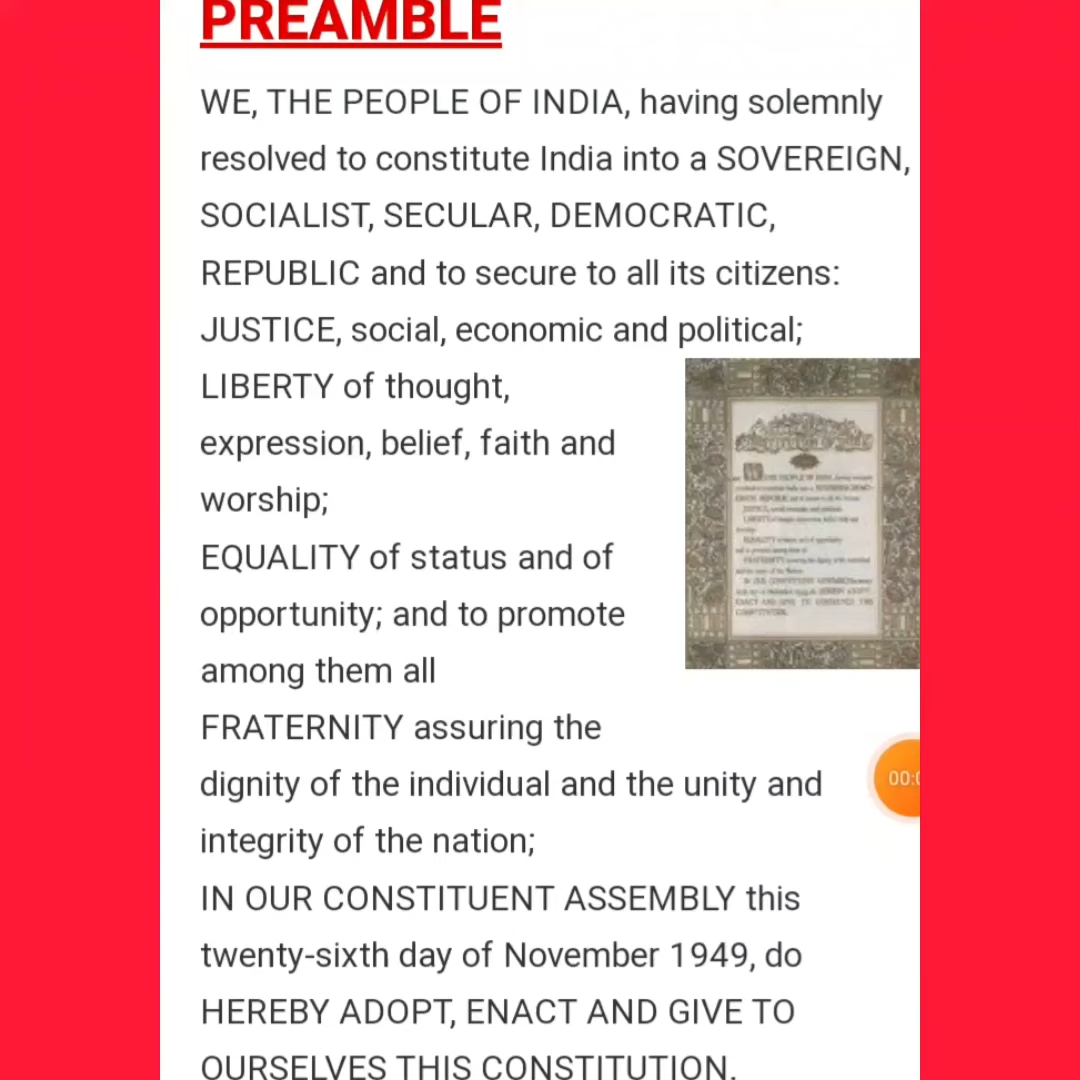 PREAMBLE
WE, THE PEOPLE OF INDIA, having solemnly
resolved to constitute India into a SOVEREIGN,
SOCIALIST, SECULAR, DEMOCRATIC,
REPUBLIC and to secure to all its citizens:
JUSTICE, social, economic and political;
LIBERTY of thought,
expression, belief, faith and
worship;
EQUALITY of status and of
opportunity; and to promote
among them all
FRATERNITY assuring the
dignity of the individual and the unity and
integrity of the nation;
IN OUR CONSTITUENT ASSEMBLY this
twenty-sixth day of November 1949, do
HEREBY ADOPT, ENACT AND GIVE TO
OURSELVES THIS CONSTITUTION.